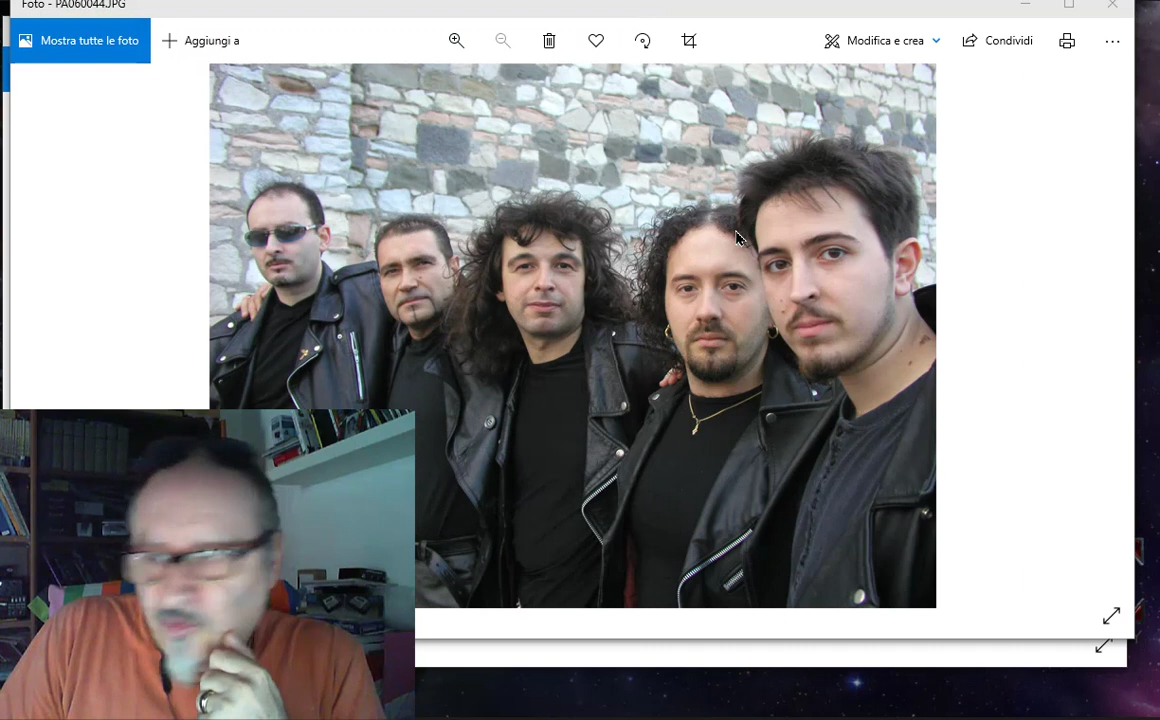 Foto - PA060044.JPG
Mostra tutte le foto
Aggiungi a
Modifica e crea
Condividi